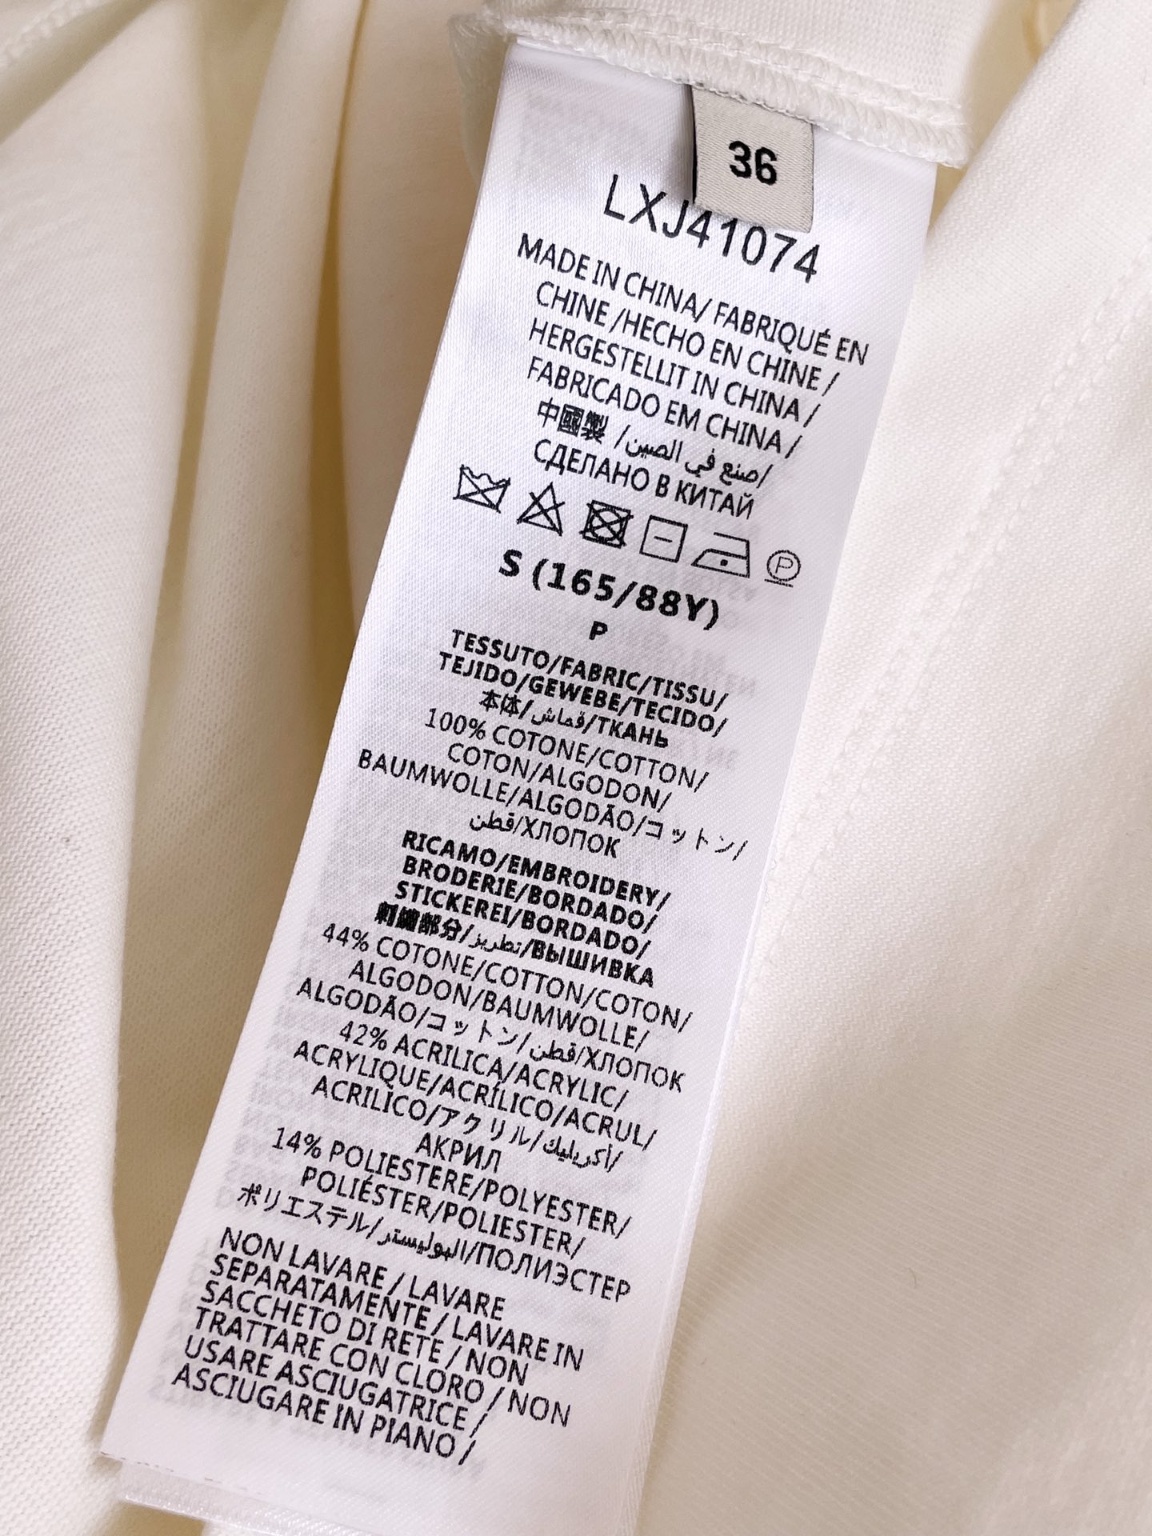 36
LXJ41074
MADE IN CHINA/ FABRIQUÉ EN
CHINE /HECHO EN CHINE /
HERGESTELLIT IN CHINA /
FABRICADO EM CHINA /
中國製 /صنع في الصين/
СДЕЛАНО В КИТАЙ
P
S (165/88Y)
P
TESSUTO/FABRIC/TISSU/
TEJIDO/GEWEBE/TECIDO/
本体/قماش/ТКАНЬ
100% COTONE/COTTON/
COTON/ALGODON/
BAUMWOLLE/ALGODÃO/コットン/
قطن/ХЛОПОК
RICAMO/EMBROIDERY/
BRODERIE/BORDADO/
STICKEREI/BORDADO/
刺繍部分/تطريز/ВЫШИВКА
44% COTONE/COTTON/COTON/
ALGODON/BAUMWOLLE/
ALGODÃO/コットン/قطن/ХЛОПОК
42% ACRILICA/ACRYLIC/
ACRYLIQUE/ACRÍLICO/ACRUL/
ACRILICO/アクリル/أكريليك/
АКРИЛ
14% POLIESTERE/POLYESTER/
POLIÉSTER/POLIESTER/
ポリエステル/البوليستر/ПОЛИЭСТЕР
NON LAVARE / LAVARE
SEPARATAMENTE / LAVARE IN
SACCHETO DI RETE / NON
TRATTARE CON CLORO / NON
USARE ASCIUGATRICE /
ASCIUGARE IN PIANO /